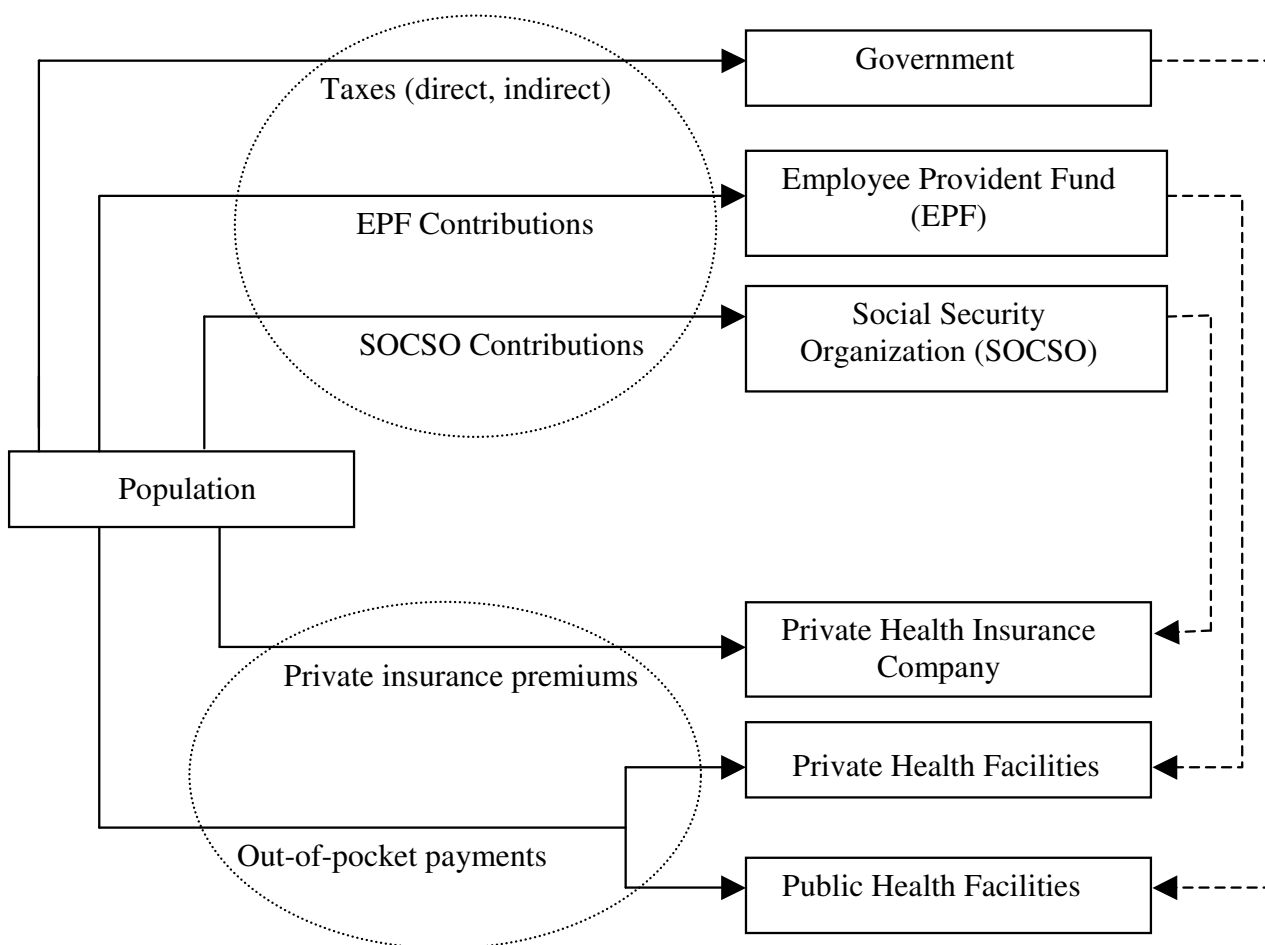 Government
Taxes (direct, indirect)
Employee Provident Fund
(EPF)
EPF Contributions
Social Security
Organization (SOCSO)
SOCSO Contributions
Population
Private Health Insurance
Company
Private insurance premiums
Private Health Facilities
Out-of-pocket payments
Public Health Facilities